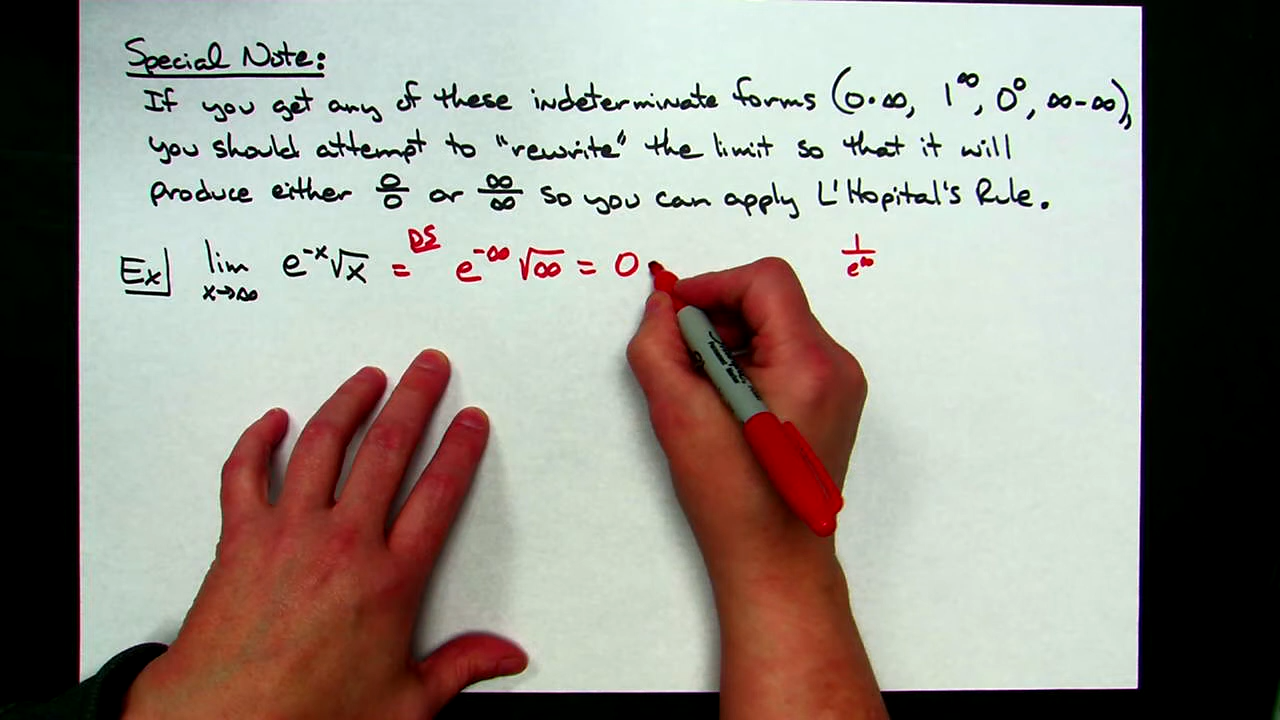 Special Note:
If you get any of these indeterminate forms (0·∞, 1^∞, 0^0, ∞-∞),
you should attempt to "rewrite" the limit so that it will
produce either 0/0 or ∞/∞ so you can apply L'Hopital's Rule.
Ex] lim x→∞ e^-x √x = DS e^-∞ √∞ = 0 · 1/e^∞
Sharpie